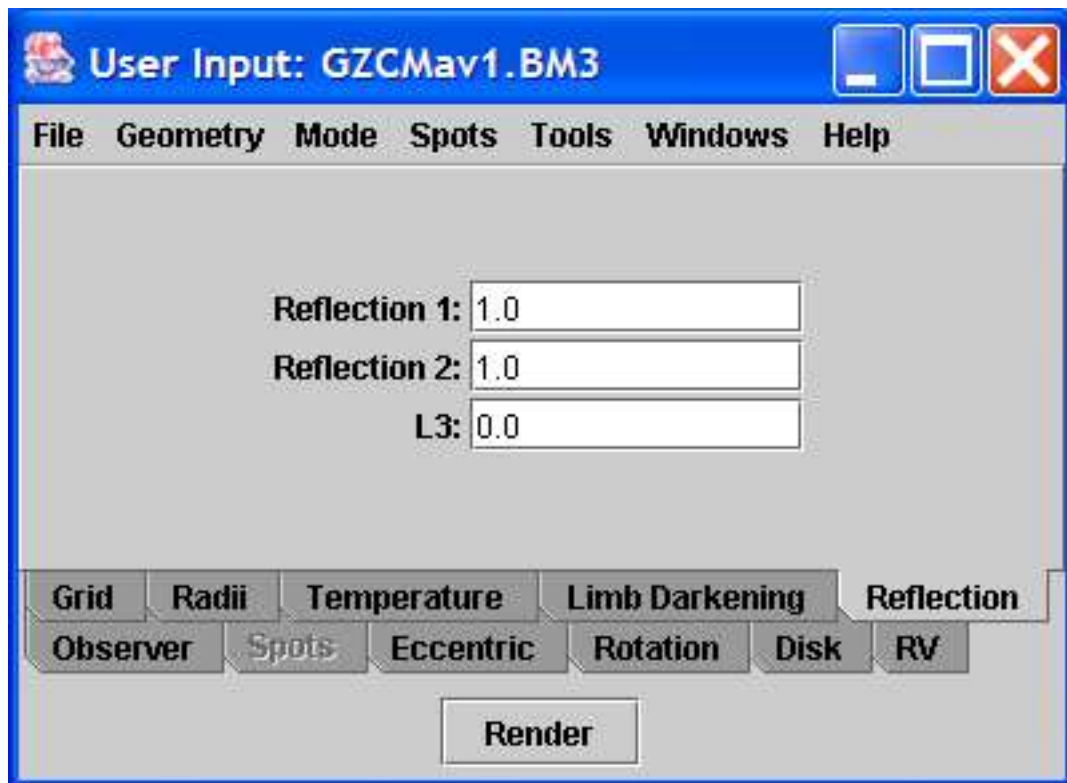 User Input: GZCMav1.BM3
File Geometry Mode Spots Tools Windows Help
Reflection 1: 1.0
Reflection 2: 1.0
L3: 0.0
Grid Radii Temperature Limb Darkening Reflection
Observer Spots Eccentric Rotation Disk RV
Render